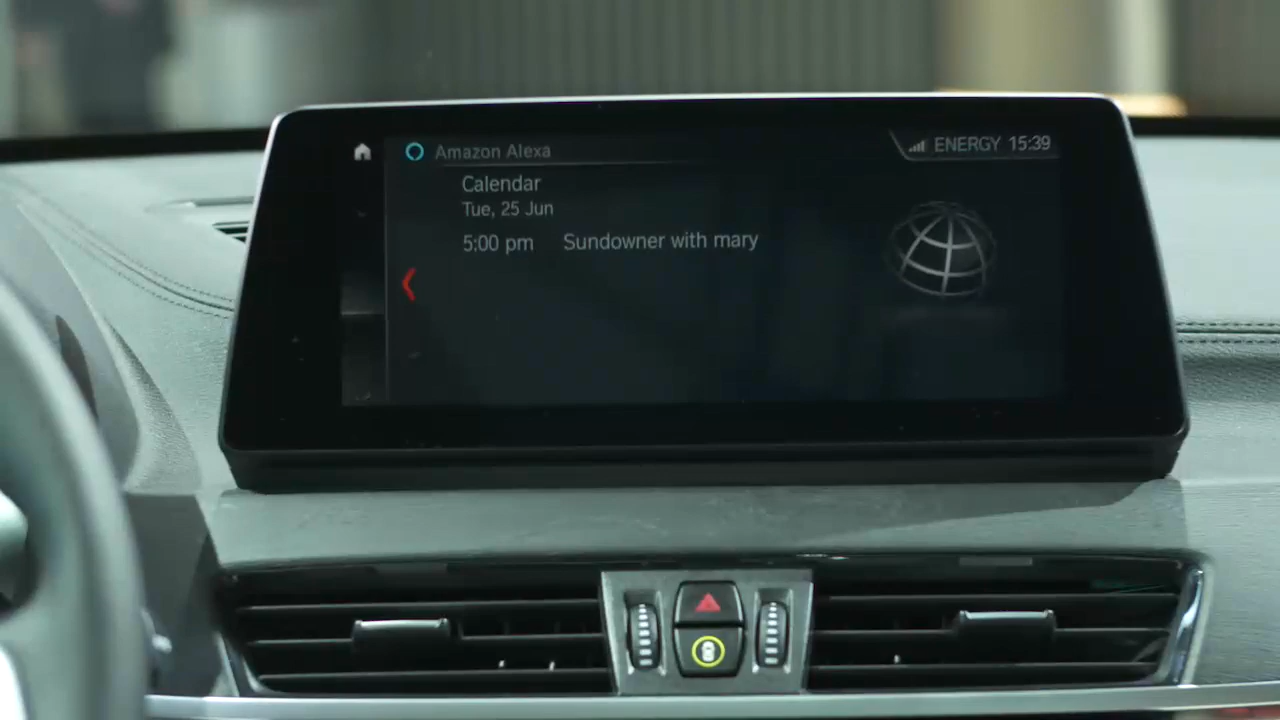 Amazon Alexa
ENERGY 15:39
Calendar
Tue, 25 Jun
5:00 pm Sundowner with mary